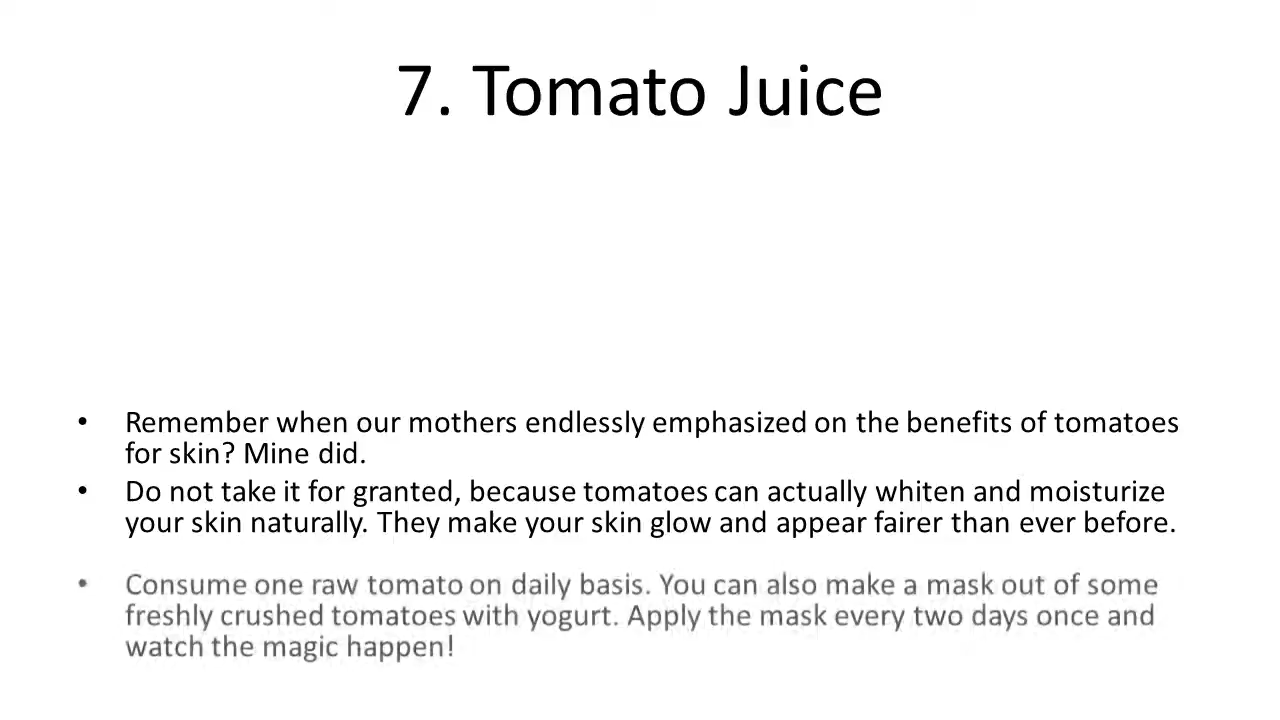 7. Tomato Juice
• Remember when our mothers endlessly emphasized on the benefits of tomatoes
for skin? Mine did.
• Do not take it for granted, because tomatoes can actually whiten and moisturize
your skin naturally. They make your skin glow and appear fairer than ever before.
• Consume one raw tomato on daily basis. You can also make a mask out of some
freshly crushed tomatoes with yogurt. Apply the mask every two days once and
watch the magic happen!